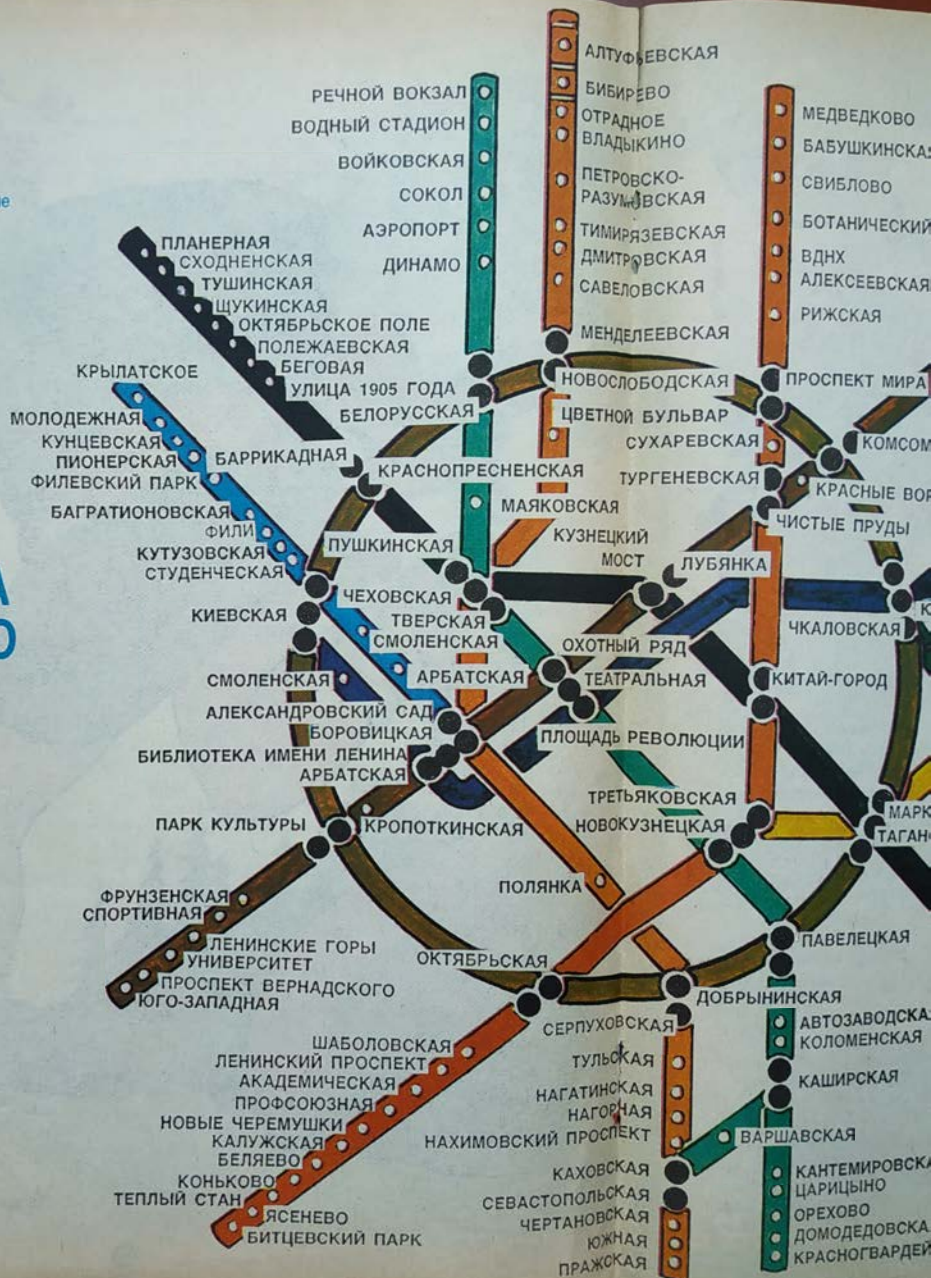 АЛТУФЬЕВСКАЯ
БИБИРЕВО
ОТРАДНОЕ
ВЛАДЫКИНО
ПЕТРОВСКО-
РАЗУМОВСКАЯ
ТИМИРЯЗЕВСКАЯ
ДМИТРОВСКАЯ
САВЕЛОВСКАЯ
МЕНДЕЛЕЕВСКАЯ
НОВОСЛОБОДСКАЯ
ЦВЕТНОЙ БУЛЬВАР
РЕЧНОЙ ВОКЗАЛ
ВОДНЫЙ СТАДИОН
ВОЙКОВСКАЯ
СОКОЛ
АЭРОПОРТ
ДИНАМО
БЕЛОРУССКАЯ
МАЯКОВСКАЯ
МЕДВЕДКОВО
БАБУШКИНСКАЯ
СВИБЛОВО
БОТАНИЧЕСКИЙ
ВДНХ
АЛЕКСЕЕВСКАЯ
РИЖСКАЯ
ПРОСПЕКТ МИРА
СУХАРЕВСКАЯ
ТУРГЕНЕВСКАЯ
КОМСОМ
КРАСНЫЕ ВОР
ЧИСТЫЕ ПРУДЫ
ПЛАНЕРНАЯ
СХОДНЕНСКАЯ
ТУШИНСКАЯ
ЩУКИНСКАЯ
ОКТЯБРЬСКОЕ ПОЛЕ
ПОЛЕЖАЕВСКАЯ
БЕГОВАЯ
УЛИЦА 1905 ГОДА
БАРРИКАДНАЯ
КРАСНОПРЕСНЕНСКАЯ
КРЫЛАТСКОЕ
МОЛОДЕЖНАЯ
КУНЦЕВСКАЯ
ПИОНЕРСКАЯ
ФИЛЕВСКИЙ ПАРК
БАГРАТИОНОВСКАЯ
ФИЛИ
КУТУЗОВСКАЯ
СТУДЕНЧЕСКАЯ
КИЕВСКАЯ
ПУШКИНСКАЯ
КУЗНЕЦКИЙ
МОСТ
ЛУБЯНКА
ЧЕХОВСКАЯ
ТВЕРСКАЯ
СМОЛЕНСКАЯ
ЧКАЛОВСКАЯ
ОХОТНЫЙ РЯД
СМОЛЕНСКАЯ
АРБАТСКАЯ
ТЕАТРАЛЬНАЯ
КИТАЙ-ГОРОД
АЛЕКСАНДРОВСКИЙ САД
БОРОВИЦКАЯ
БИБЛИОТЕКА ИМЕНИ ЛЕНИНА
АРБАТСКАЯ
ПЛОЩАДЬ РЕВОЛЮЦИИ
ТРЕТЬЯКОВСКАЯ
НОВОКУЗНЕЦКАЯ
МАРК
ТАГАН
ПАРК КУЛЬТУРЫ
КРОПОТКИНСКАЯ
ПОЛЯНКА
ФРУНЗЕНСКАЯ
СПОРТИВНАЯ
ЛЕНИНСКИЕ ГОРЫ
УНИВЕРСИТЕТ
ПРОСПЕКТ ВЕРНАДСКОГО
ЮГО-ЗАПАДНАЯ
ОКТЯБРЬСКАЯ
ПАВЕЛЕЦКАЯ
ДОБРЫНИНСКАЯ
СЕРПУХОВСКАЯ
АВТОЗАВОДСКАЯ
КОЛОМЕНСКАЯ
КАШИРСКАЯ
ШАБОЛОВСКАЯ
ЛЕНИНСКИЙ ПРОСПЕКТ
АКАДЕМИЧЕСКАЯ
ПРОФСОЮЗНАЯ
НОВЫЕ ЧЕРЕМУШКИ
КАЛУЖСКАЯ
БЕЛЯЕВО
КОНЬКОВО
ТЕПЛЫЙ СТАН
ЯСЕНЕВО
БИТЦЕВСКИЙ ПАРК
ТУЛЬСКАЯ
НАГАТИНСКАЯ
НАГОРНАЯ
НАХИМОВСКИЙ ПРОСПЕКТ
ВАРШАВСКАЯ
КАХОВСКАЯ
СЕВАСТОПОЛЬСКАЯ
ЧЕРТАНОВСКАЯ
ЮЖНАЯ
ПРАЖСКАЯ
КАНТЕМИРОВСКА
ЦАРИЦЫНО
ОРЕХОВО
ДОМОДЕДОВСКА
КРАСНОГВАРДЕЙ